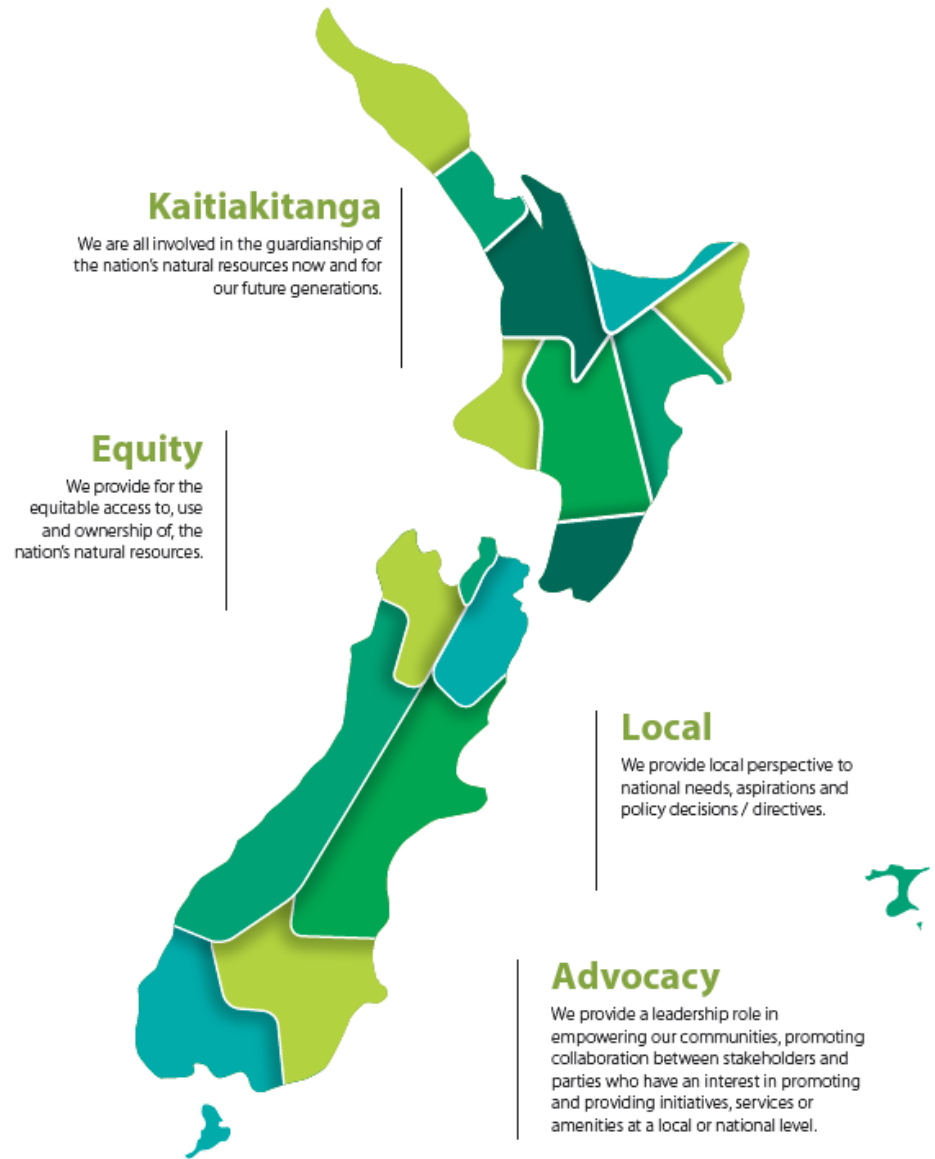 Kaitiakitanga
We are all involved in the guardianship of
the nation's natural resources now and for
our future generations.
Equity
We provide for the
equitable access to, use
and ownership of, the
nation's natural resources.
Local
We provide local perspective to
national needs, aspirations and
policy decisions / directives.
Advocacy
We provide a leadership role in
empowering our communities, promoting
collaboration between stakeholders and
parties who have an interest in promoting
and providing initiatives, services or
amenities at a local or national level.